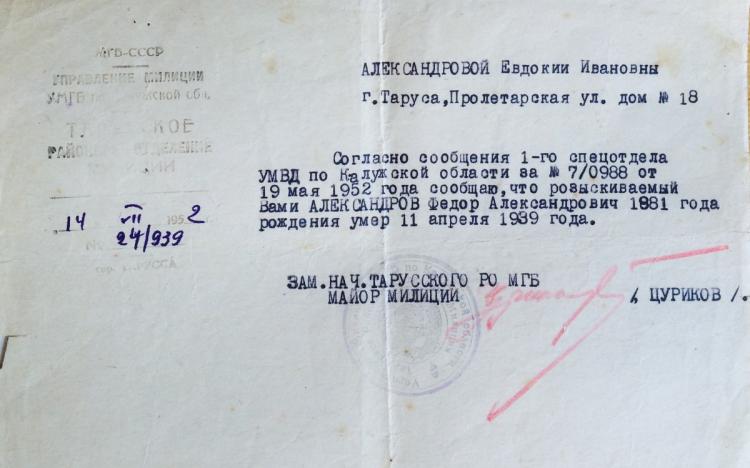 МГБ-СССР
УПРАВЛЕНИЕ МИЛИЦИИ
УМГБ
РАЙОННОЕ ОТДЕЛЕНИЕ
14 VII 1952
24/939
АЛЕКСАНДРОВОЙ Евдокии Ивановны
г.Таруса,Пролетарская ул. дом № 18
Согласно сообщения 1-го спецотдела
УМВД по Калужской области за № 7/0988 от
19 мая 1952 года сообщаю,что розыскиваемый
Вами АЛЕКСАНДРОВ Федор Александрович 1881 года
рождения умер 11 апреля 1939 года.
ЗАМ.НАЧ.ТАРУССКОГО РО МГБ
МАЙОР МИЛИЦИИ
/ ЦУРИКОВ /.